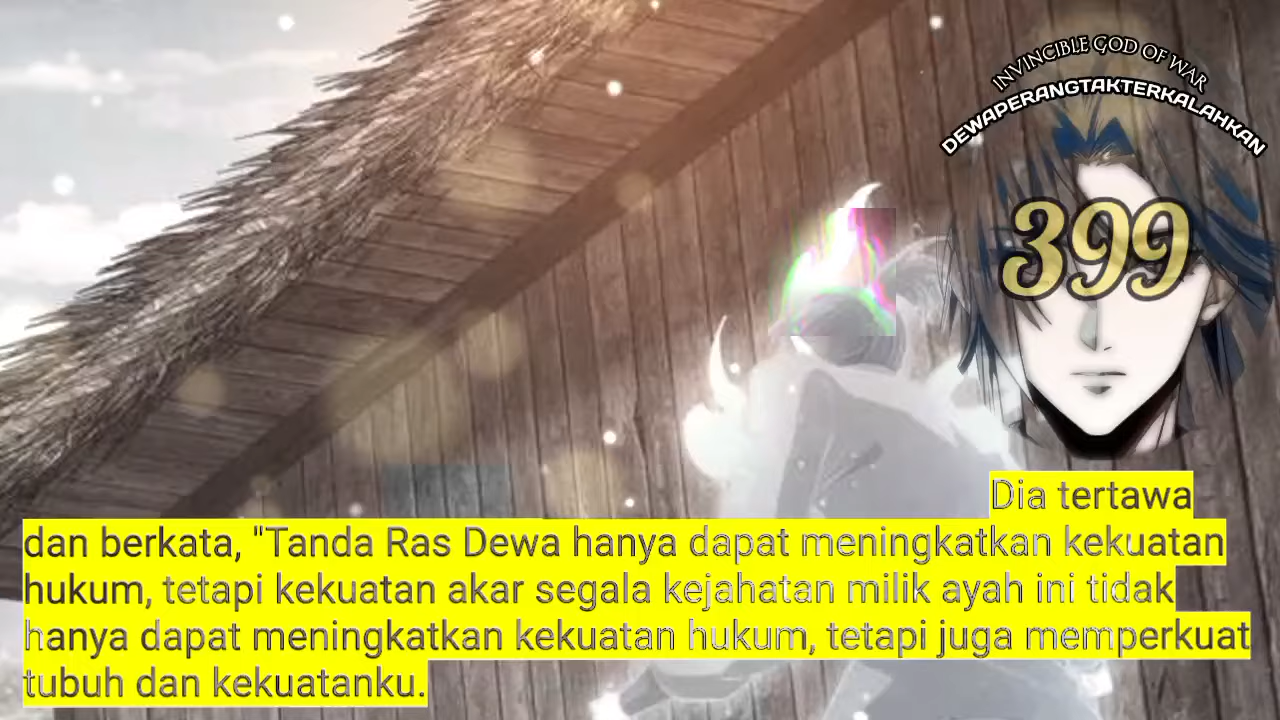 INVINCIBLE GOD OF WAR
DEWAPERANGTAKTERKALAHKAN
399
Dia tertawa
dan berkata, "Tanda Ras Dewa hanya dapat meningkatkan kekuatan
hukum, tetapi kekuatan akar segala kejahatan milik ayah ini tidak
hanya dapat meningkatkan kekuatan hukum, tetapi juga memperkuat
tubuh dan kekuatanku.